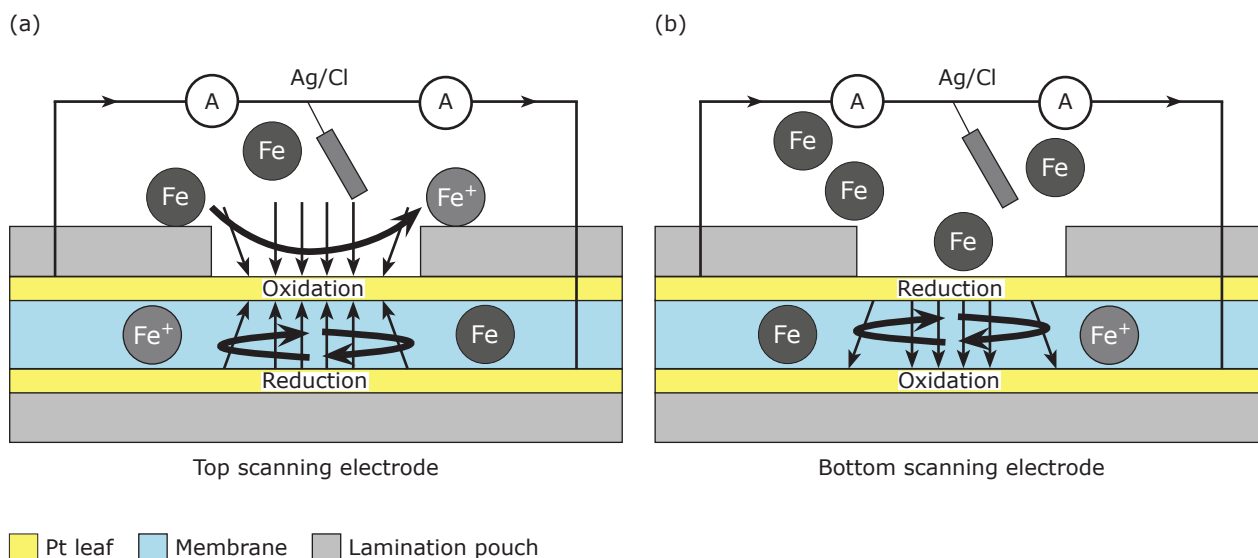 (a)
Ag/Cl
A
A
Fe
Fe
Fe⁺
Oxidation
Fe⁺
Fe
Reduction
Top scanning electrode
(b)
Ag/Cl
A
A
Fe
Fe
Fe
Fe
Reduction
Fe
Fe⁺
Oxidation
Bottom scanning electrode
Pt leaf
Membrane
Lamination pouch